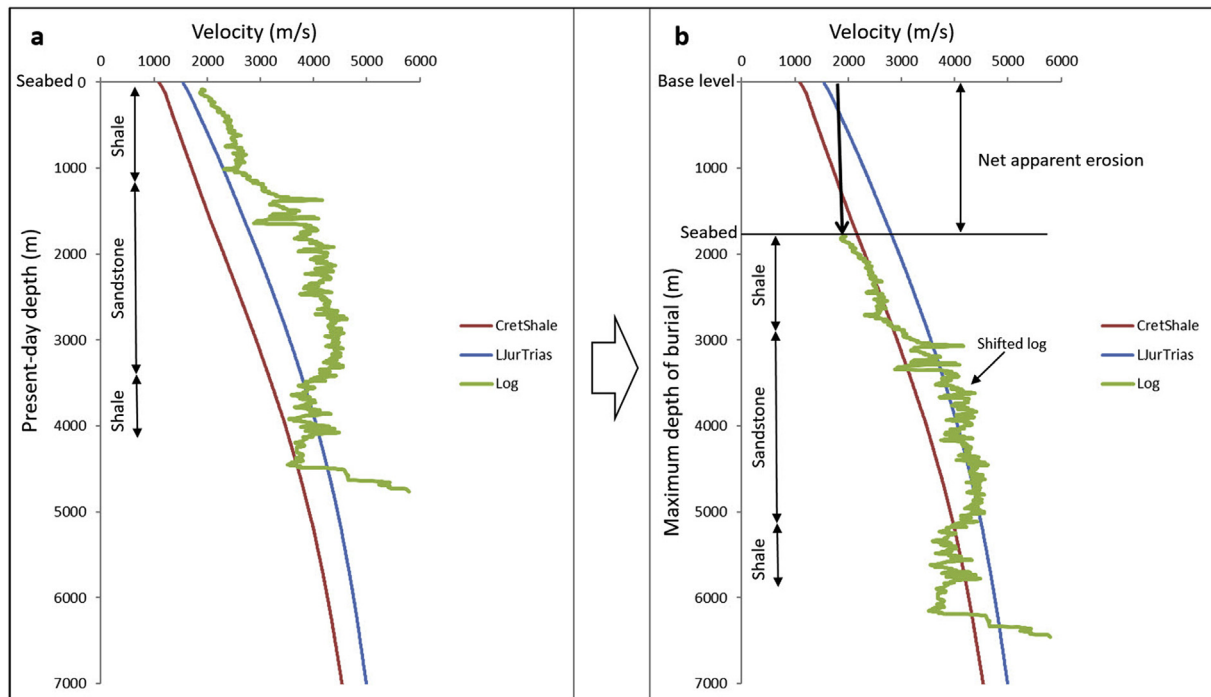 a
Velocity (m/s)
Seabed 0
0 1000 2000 3000 4000 5000 6000
1000
2000
3000
4000
5000
6000
7000
Present-day depth (m)
Shale
Sandstone
Shale
CretShale
LJurTrias
Log
b
Velocity (m/s)
Base level
0 1000 2000 3000 4000 5000 6000
Net apparent erosion
1000
Seabed
2000
3000
4000
5000
6000
7000
Maximum depth of burial (m)
Shale
Sandstone
Shale
Shifted log
CretShale
LJurTrias
Log